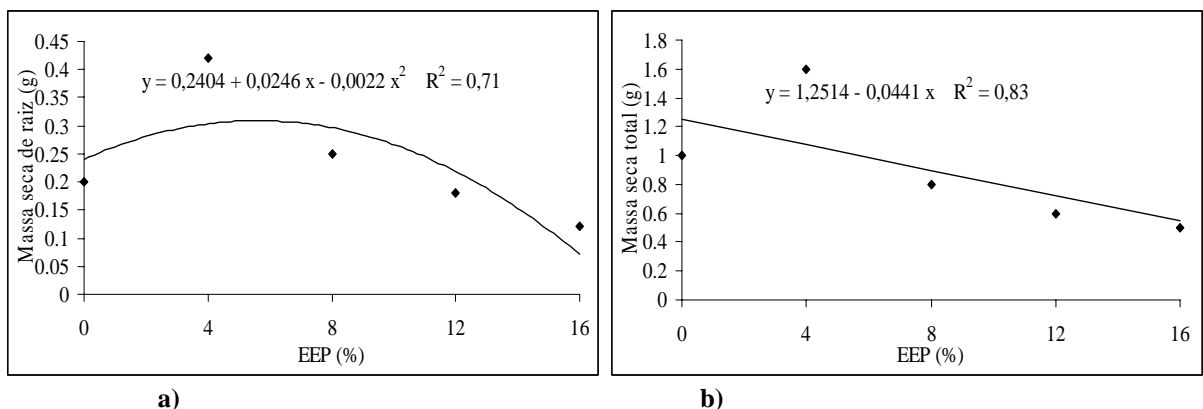 Massa seca de raiz (g)
0.45
0.4
0.35
0.3
0.25
0.2
0.15
0.1
0.05
0
y = 0,2404 + 0,0246 x - 0,0022 x² R² = 0,71
0 4 8 12 16
EEP (%)
a)
Massa seca total (g)
1.8
1.6
1.4
1.2
1
0.8
0.6
0.4
0.2
0
y = 1,2514 - 0,0441 x R² = 0,83
0 4 8 12 16
EEP (%)
b)